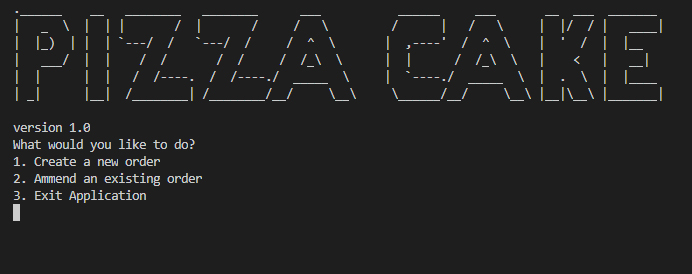 PIZZA CAKE
version 1.0
What would you like to do?
1. Create a new order
2. Ammend an existing order
3. Exit Application